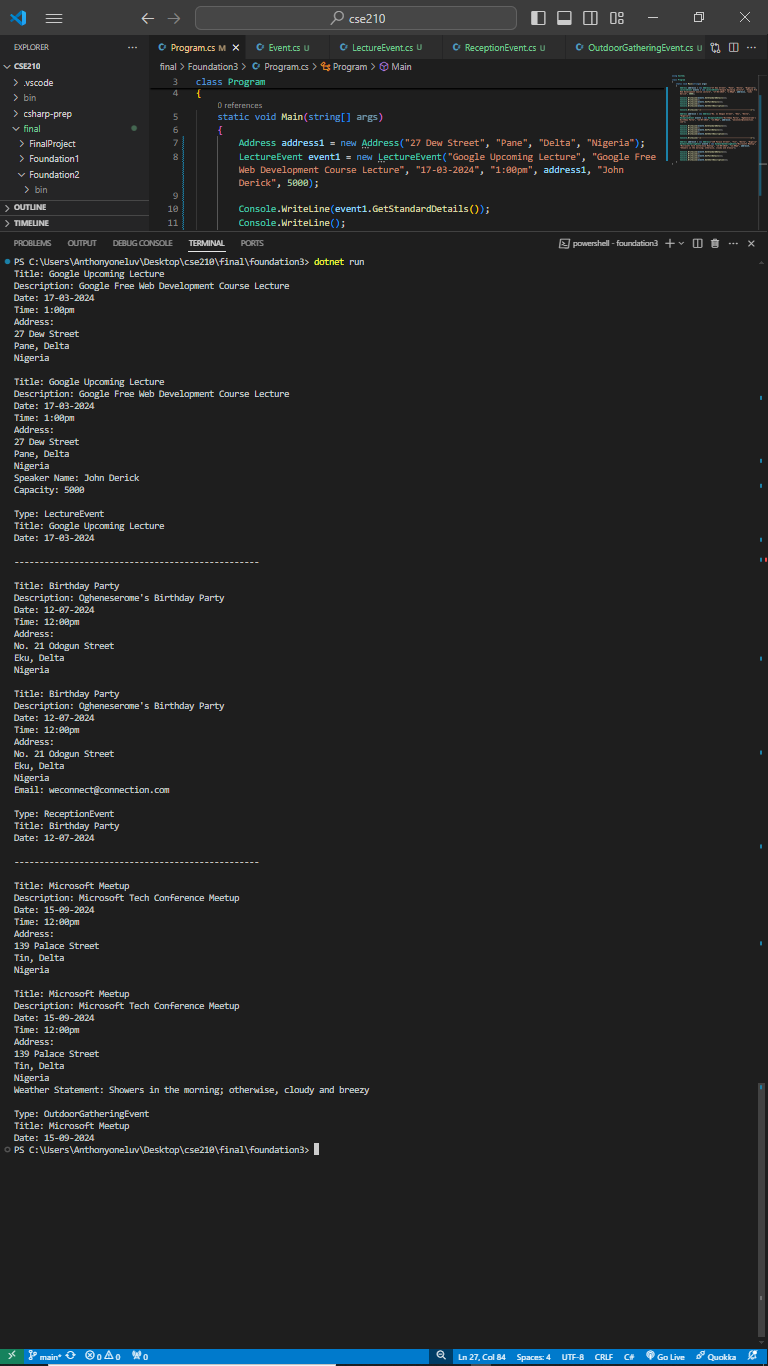 cse210
EXPLORER
CSE210
.vscode
bin
csharp-prep
final
FinalProject
Foundation1
Foundation2
bin
OUTLINE
TIMELINE
Program.cs M
Event.cs U
LectureEvent.cs U
ReceptionEvent.cs U
OutdoorGatheringEvent.cs U
final > Foundation3 > Program.cs > Program > Main
3 class Program
4 {
0 references
5 static void Main(string[] args)
6 {
7 Address address1 = new Address("27 Dew Street", "Pane", "Delta", "Nigeria");
8 LectureEvent event1 = new LectureEvent("Google Upcoming Lecture", "Google Free
Web Development Course Lecture", "17-03-2024", "1:00pm", address1, "John
Derick", 5000);
9
10 Console.WriteLine(event1.GetStandardDetails());
11 Console.WriteLine();
PROBLEMS OUTPUT DEBUG CONSOLE TERMINAL PORTS
powershell - foundation3
PS C:\Users\Anthonyoneluv\Desktop\cse210\final\foundation3> dotnet run
Title: Google Upcoming Lecture
Description: Google Free Web Development Course Lecture
Date: 17-03-2024
Time: 1:00pm
Address:
27 Dew Street
Pane, Delta
Nigeria
Title: Google Upcoming Lecture
Description: Google Free Web Development Course Lecture
Date: 17-03-2024
Time: 1:00pm
Address:
27 Dew Street
Pane, Delta
Nigeria
Speaker Name: John Derick
Capacity: 5000
Type: LectureEvent
Title: Google Upcoming Lecture
Date: 17-03-2024
-------------------------------------------------
Title: Birthday Party
Description: Ogheneserome's Birthday Party
Date: 12-07-2024
Time: 12:00pm
Address:
No. 21 Odogun Street
Eku, Delta
Nigeria
Title: Birthday Party
Description: Ogheneserome's Birthday Party
Date: 12-07-2024
Time: 12:00pm
Address:
No. 21 Odogun Street
Eku, Delta
Nigeria
Email: weconnect@connection.com
Type: ReceptionEvent
Title: Birthday Party
Date: 12-07-2024
-------------------------------------------------
Title: Microsoft Meetup
Description: Microsoft Tech Conference Meetup
Date: 15-09-2024
Time: 12:00pm
Address:
139 Palace Street
Tin, Delta
Nigeria
Title: Microsoft Meetup
Description: Microsoft Tech Conference Meetup
Date: 15-09-2024
Time: 12:00pm
Address:
139 Palace Street
Tin, Delta
Nigeria
Weather Statement: Showers in the morning; otherwise, cloudy and breezy
Type: OutdoorGatheringEvent
Title: Microsoft Meetup
Date: 15-09-2024
PS C:\Users\Anthonyoneluv\Desktop\cse210\final\foundation3>
main* 0 0 0 Ln 27, Col 84 Spaces: 4 UTF-8 CRLF C# Go Live Quokka